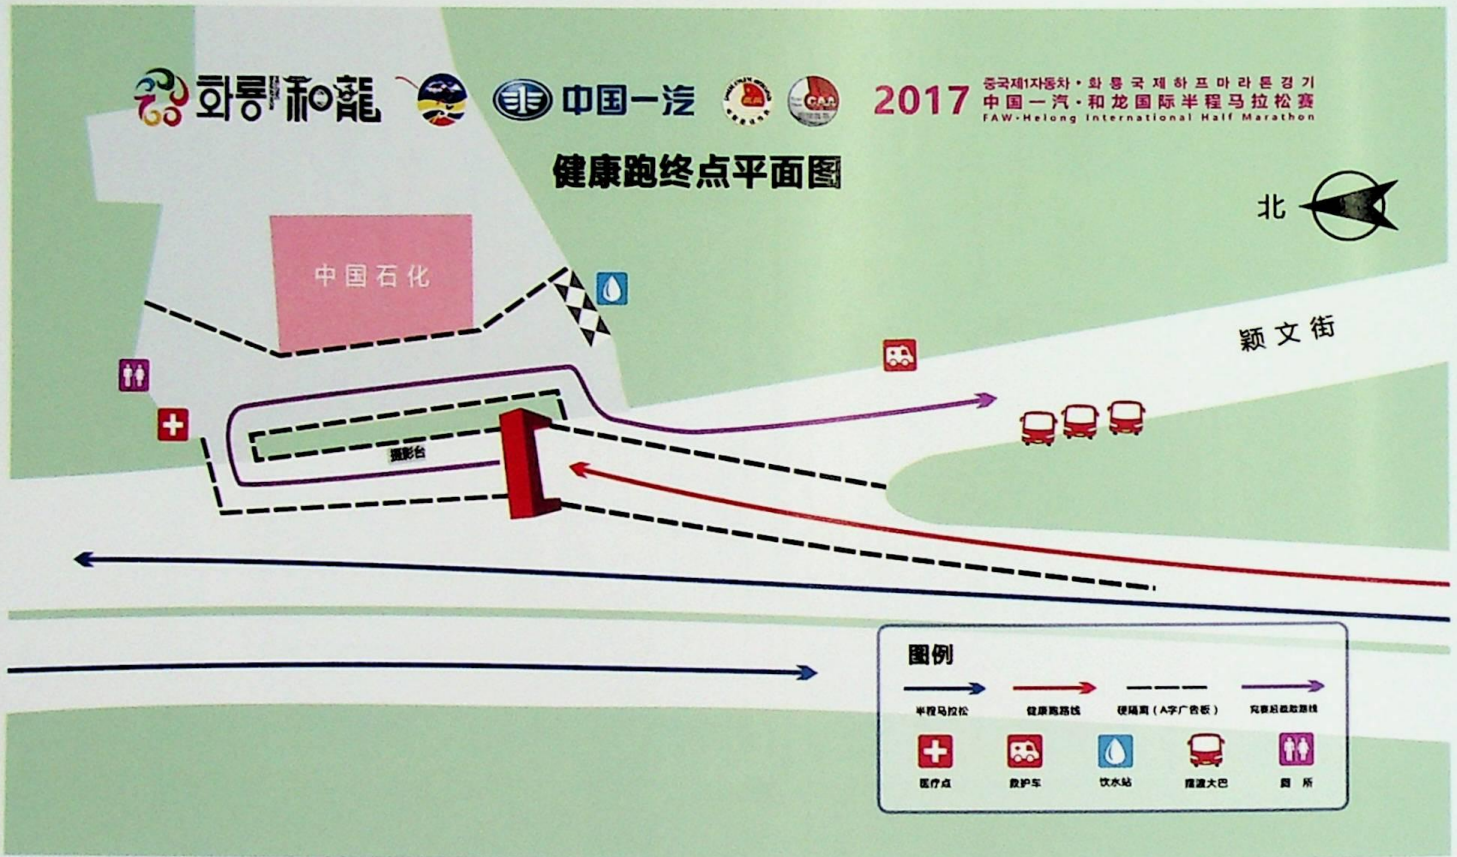 화룡 和龍
中国一汽
2017
중국제1자동차·화룡국제하프마라톤경기
中国一汽·和龙国际半程马拉松赛
FAW-Helong International Half Marathon
健康跑终点平面图
北
中国石化
颖文街
摄影台
图例
半程马拉松
健康跑路线
硬隔离（A字广告板）
完赛后疏散路线
医疗点
救护车
饮水站
摆渡大巴
厕所